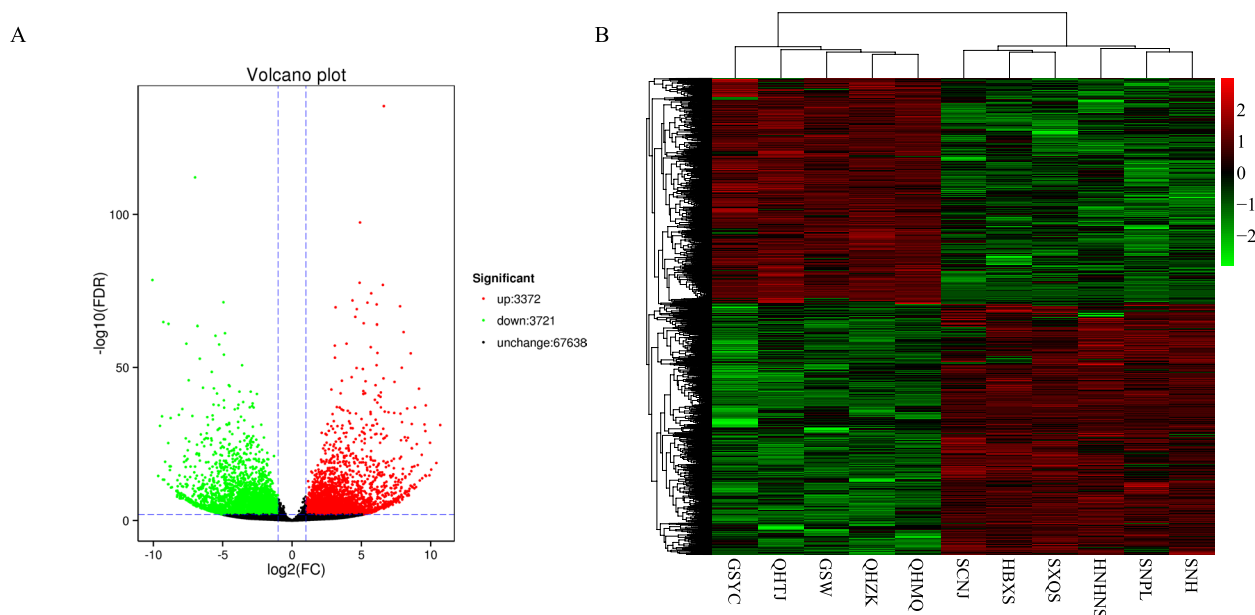 A
B
Volcano plot
-log10(FDR)
100
50
0
-10
-5
0
5
10
log2(FC)
Significant
up:3372
down:3721
unchange:67638
2
1
0
−1
−2
GSYC
QHTJ
GSW
QHZK
QHMQ
SCNJ
HBXS
SXQS
HNHNS
SNPL
SNH